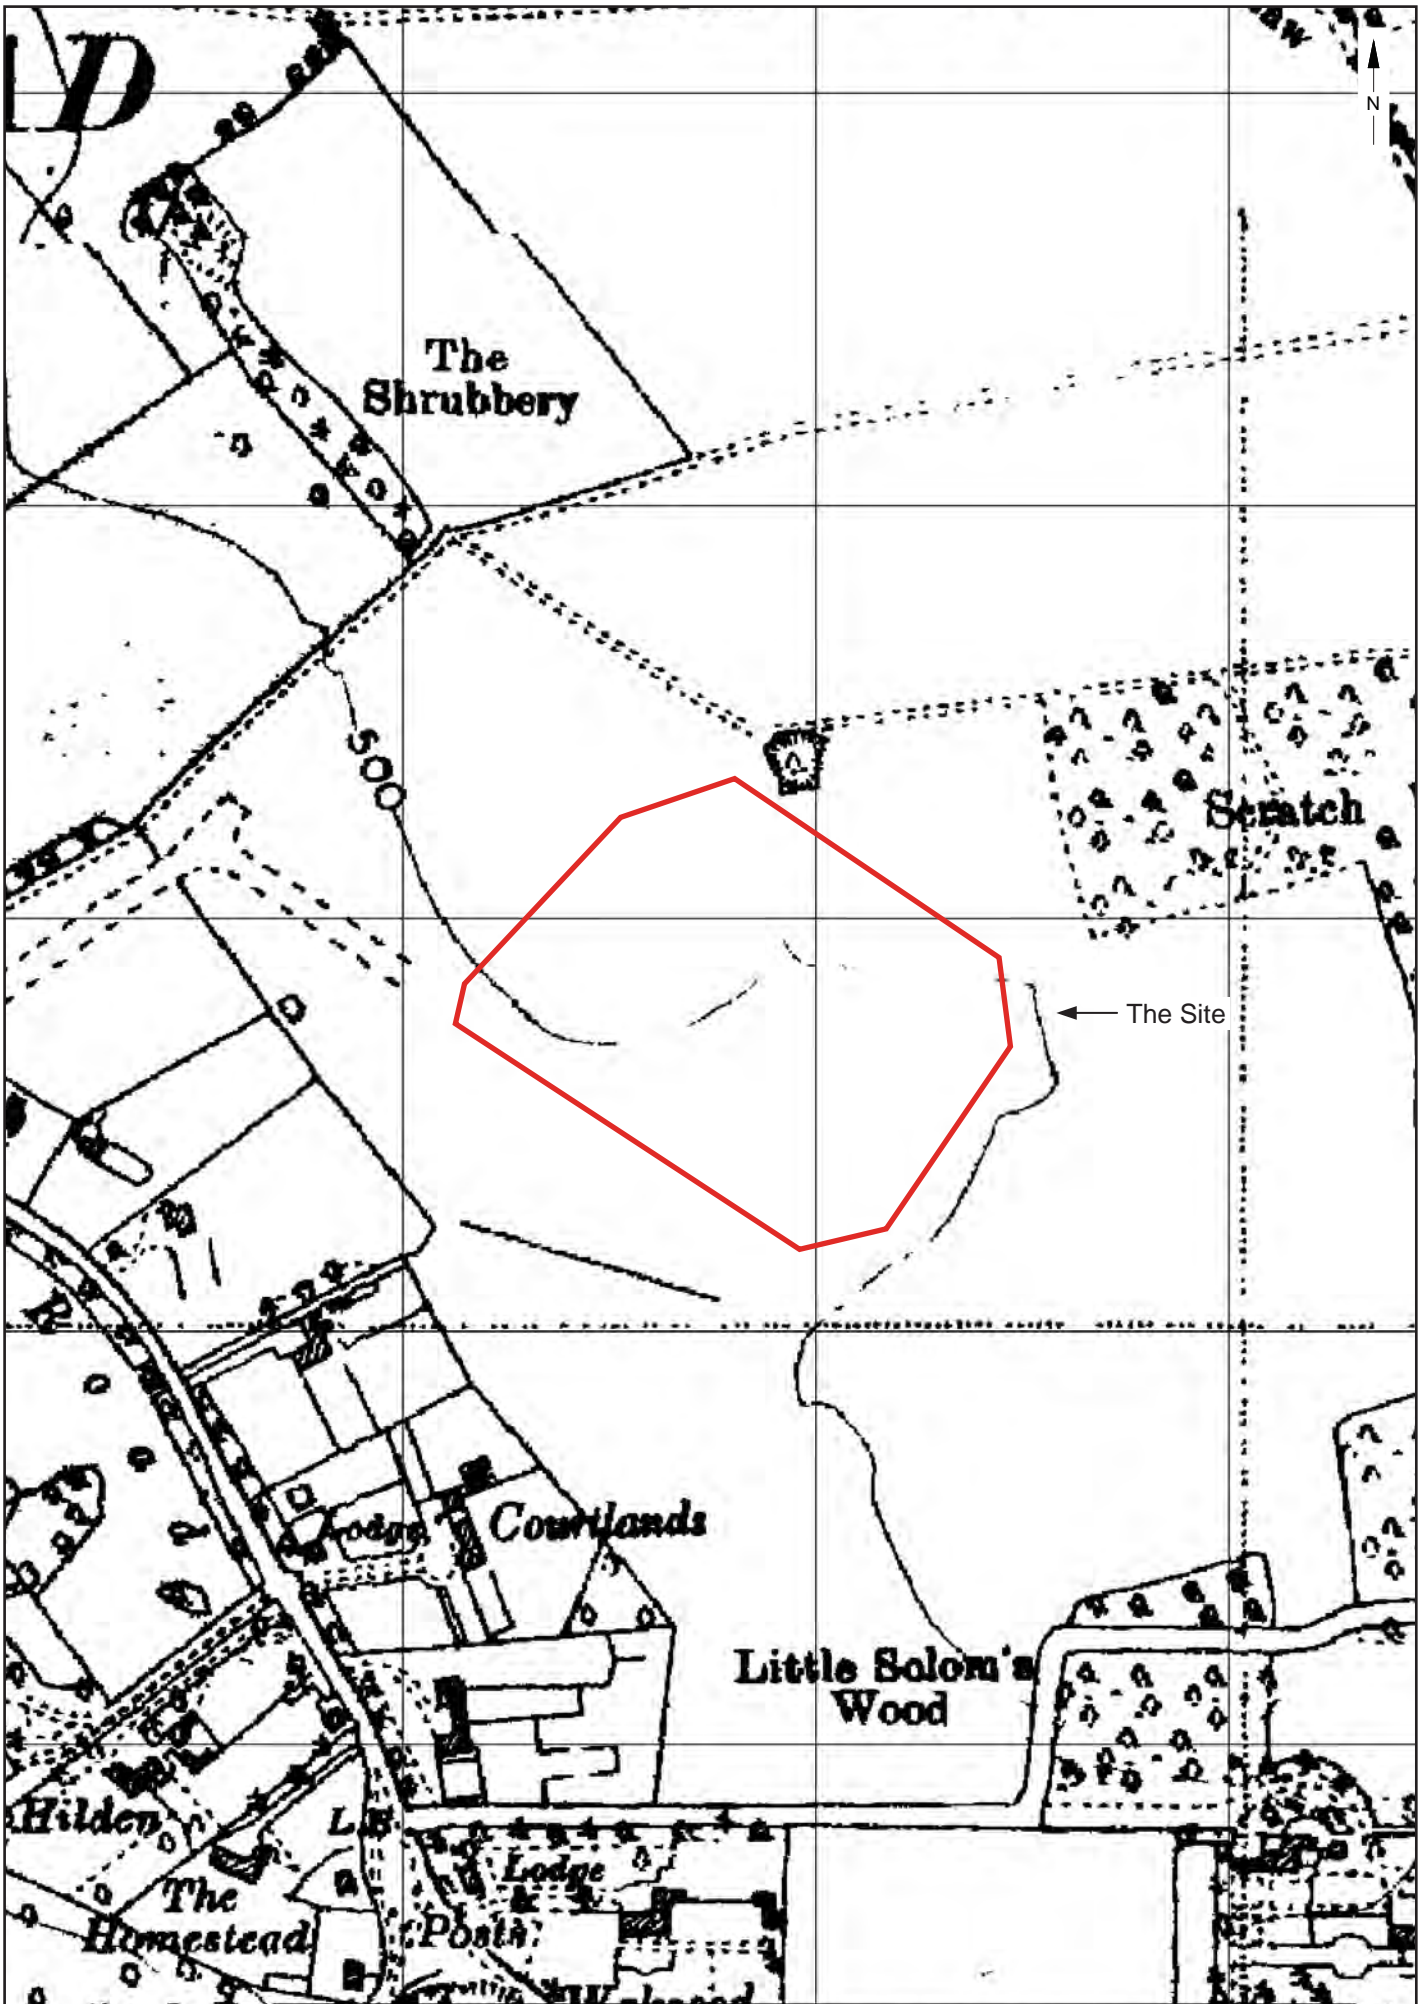 D
N
The
Shrubbery
500
Scratch
The Site
R
Lodge
Courtlands
Little Solom's
Wood
Hilden
L.B.
Lodge
The
Homestead
Posts